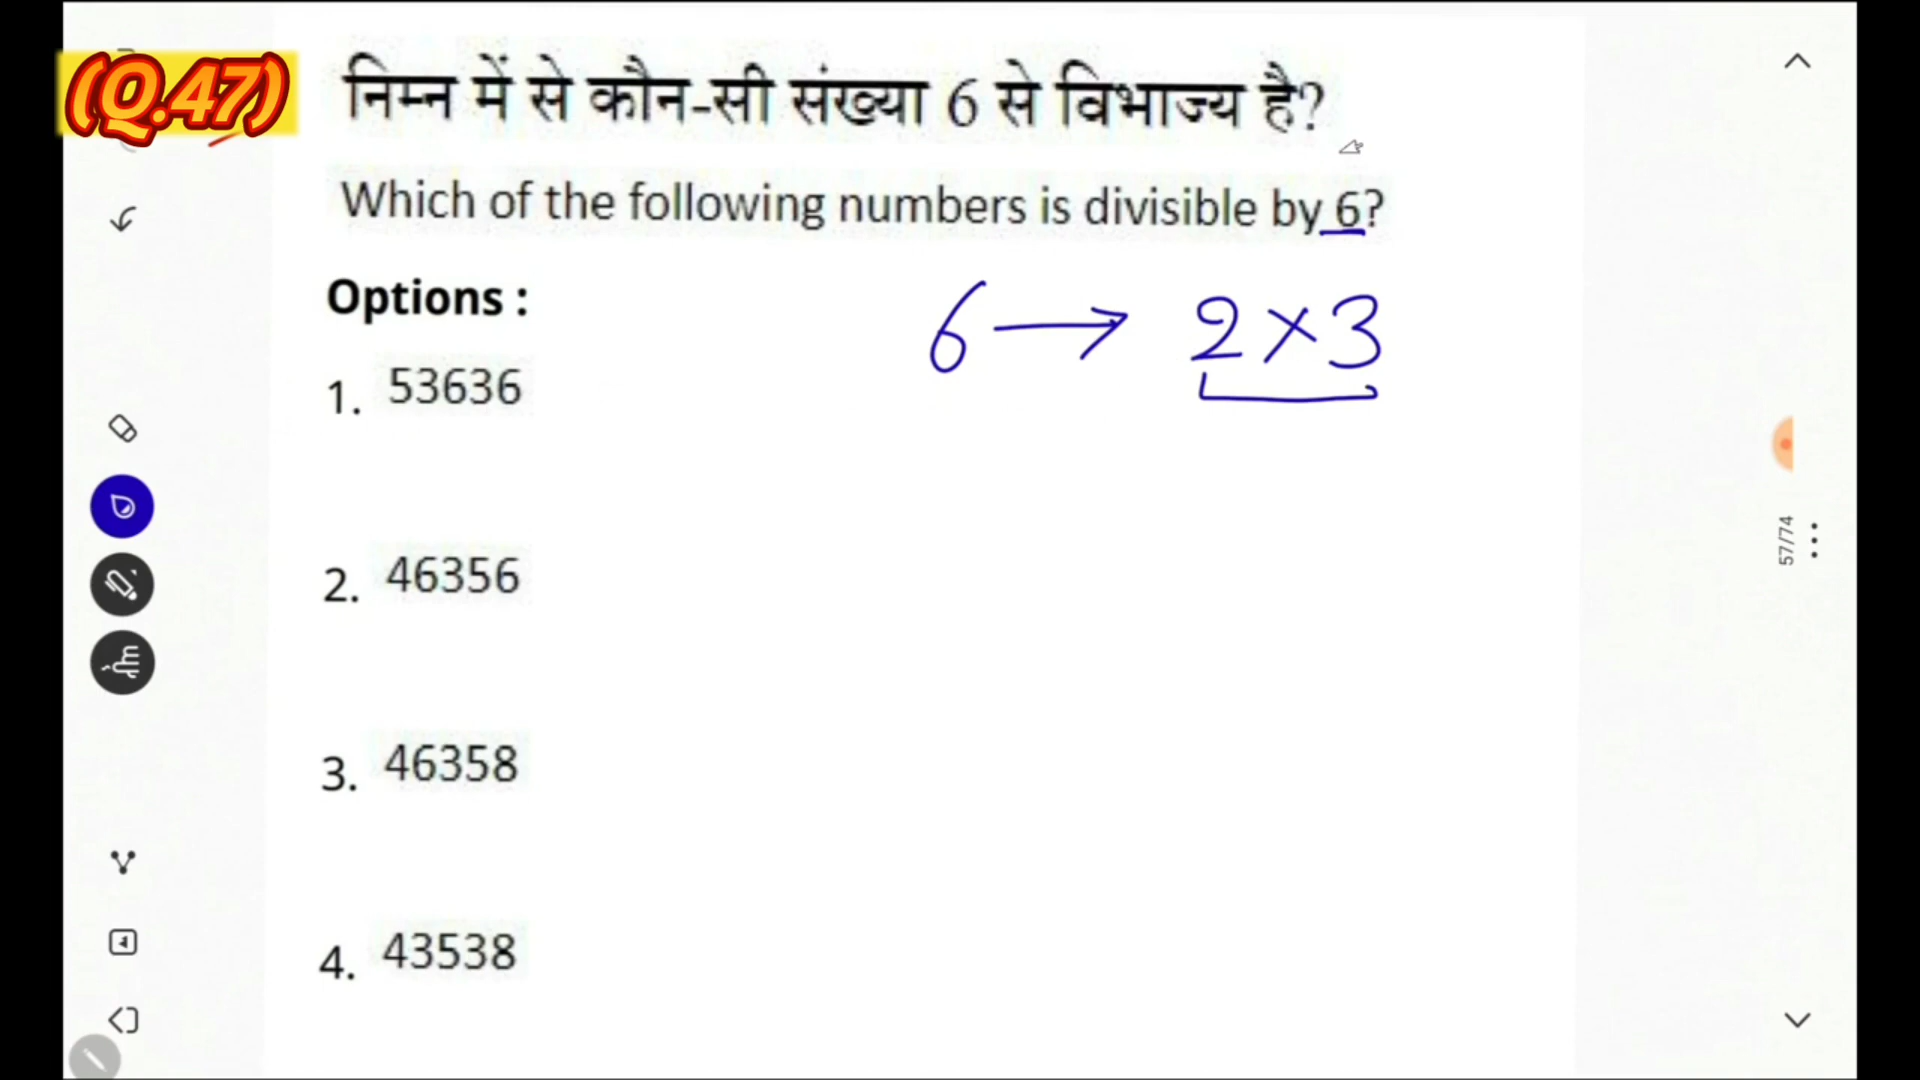 (Q.47)
निम्न में से कौन-सी संख्या 6 से विभाज्य है?
Which of the following numbers is divisible by 6?
Options :
6 → 2×3
1. 53636
2. 46356
3. 46358
4. 43538
57/74